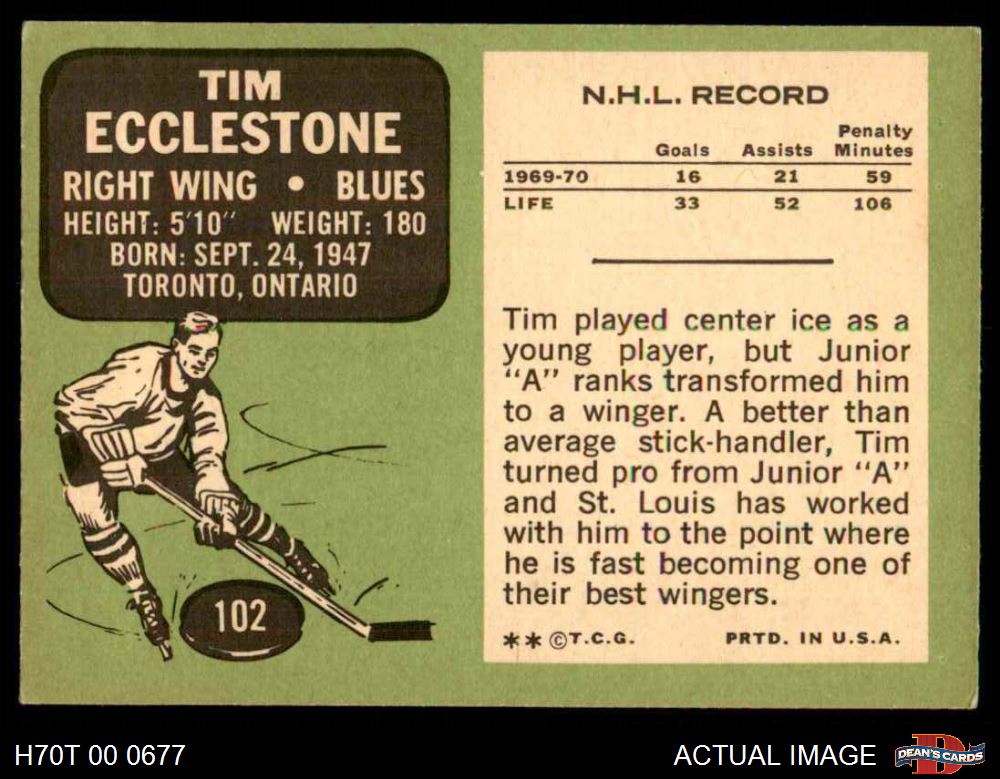 TIM
ECCLESTONE
RIGHT WING • BLUES
HEIGHT: 5'10" WEIGHT: 180
BORN: SEPT. 24, 1947
TORONTO, ONTARIO
102
N.H.L. RECORD
Goals Assists Penalty Minutes
1969-70 16 21 59
LIFE 33 52 106
Tim played center ice as a
young player, but Junior
"A" ranks transformed him
to a winger. A better than
average stick-handler, Tim
turned pro from Junior "A"
and St. Louis has worked
with him to the point where
he is fast becoming one of
their best wingers.
** ©T.C.G. PRTD. IN U.S.A.
H70T 00 0677
ACTUAL IMAGE
DEAN'S CARDS